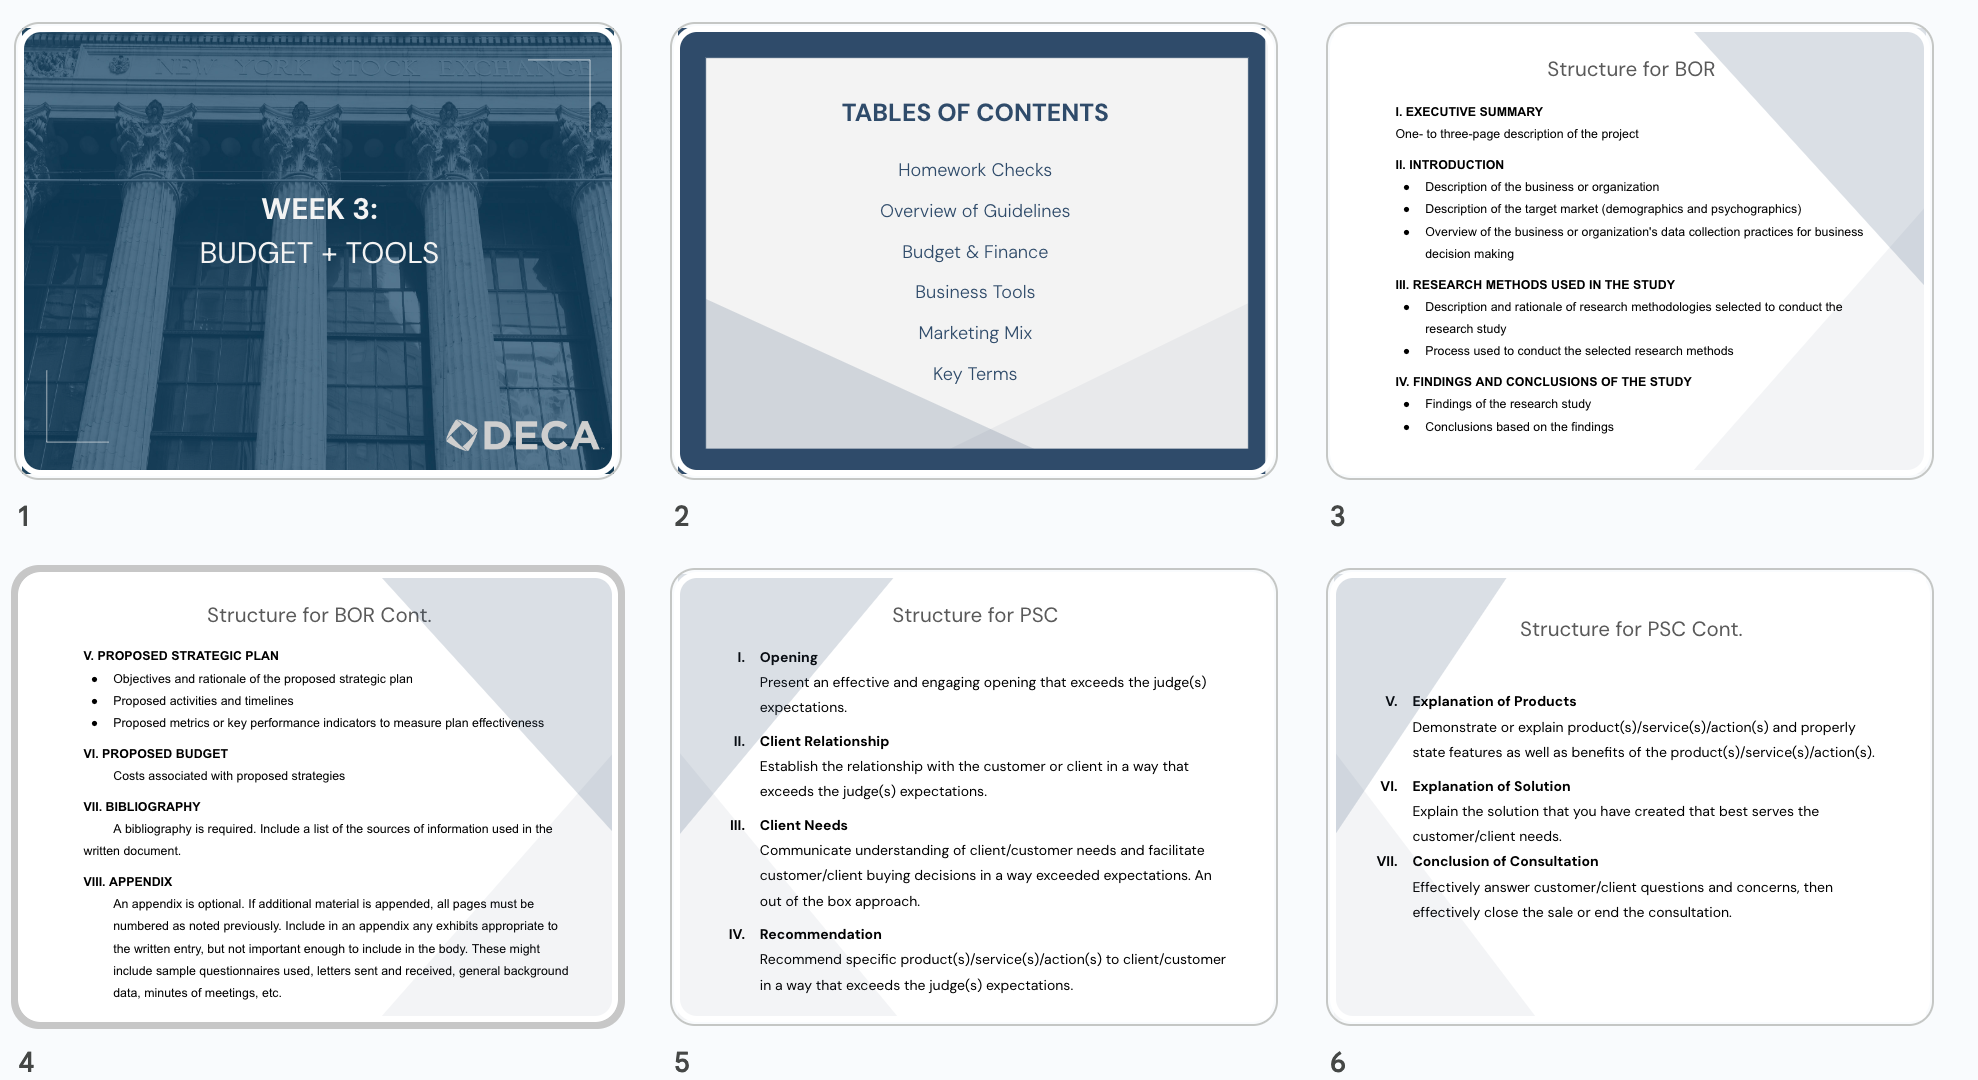 NEW YORK STOCK EXCHANGE
WEEK 3:
BUDGET + TOOLS
DECA
1
TABLES OF CONTENTS
Homework Checks
Overview of Guidelines
Budget & Finance
Business Tools
Marketing Mix
Key Terms
2
Structure for BOR
I. EXECUTIVE SUMMARY
One- to three-page description of the project
II. INTRODUCTION
● Description of the business or organization
● Description of the target market (demographics and psychographics)
● Overview of the business or organization's data collection practices for business
decision making
III. RESEARCH METHODS USED IN THE STUDY
● Description and rationale of research methodologies selected to conduct the
research study
● Process used to conduct the selected research methods
IV. FINDINGS AND CONCLUSIONS OF THE STUDY
● Findings of the research study
● Conclusions based on the findings
3
Structure for BOR Cont.
V. PROPOSED STRATEGIC PLAN
● Objectives and rationale of the proposed strategic plan
● Proposed activities and timelines
● Proposed metrics or key performance indicators to measure plan effectiveness
VI. PROPOSED BUDGET
Costs associated with proposed strategies
VII. BIBLIOGRAPHY
A bibliography is required. Include a list of the sources of information used in the
written document.
VIII. APPENDIX
An appendix is optional. If additional material is appended, all pages must be
numbered as noted previously. Include in an appendix any exhibits appropriate to
the written entry, but not important enough to include in the body. These might
include sample questionnaires used, letters sent and received, general background
data, minutes of meetings, etc.
4
Structure for PSC
I. Opening
Present an effective and engaging opening that exceeds the judge(s)
expectations.
II. Client Relationship
Establish the relationship with the customer or client in a way that
exceeds the judge(s) expectations.
III. Client Needs
Communicate understanding of client/customer needs and facilitate
customer/client buying decisions in a way exceeded expectations. An
out of the box approach.
IV. Recommendation
Recommend specific product(s)/service(s)/action(s) to client/customer
in a way that exceeds the judge(s) expectations.
5
Structure for PSC Cont.
V. Explanation of Products
Demonstrate or explain product(s)/service(s)/action(s) and properly
state features as well as benefits of the product(s)/service(s)/action(s).
VI. Explanation of Solution
Explain the solution that you have created that best serves the
customer/client needs.
VII. Conclusion of Consultation
Effectively answer customer/client questions and concerns, then
effectively close the sale or end the consultation.
6